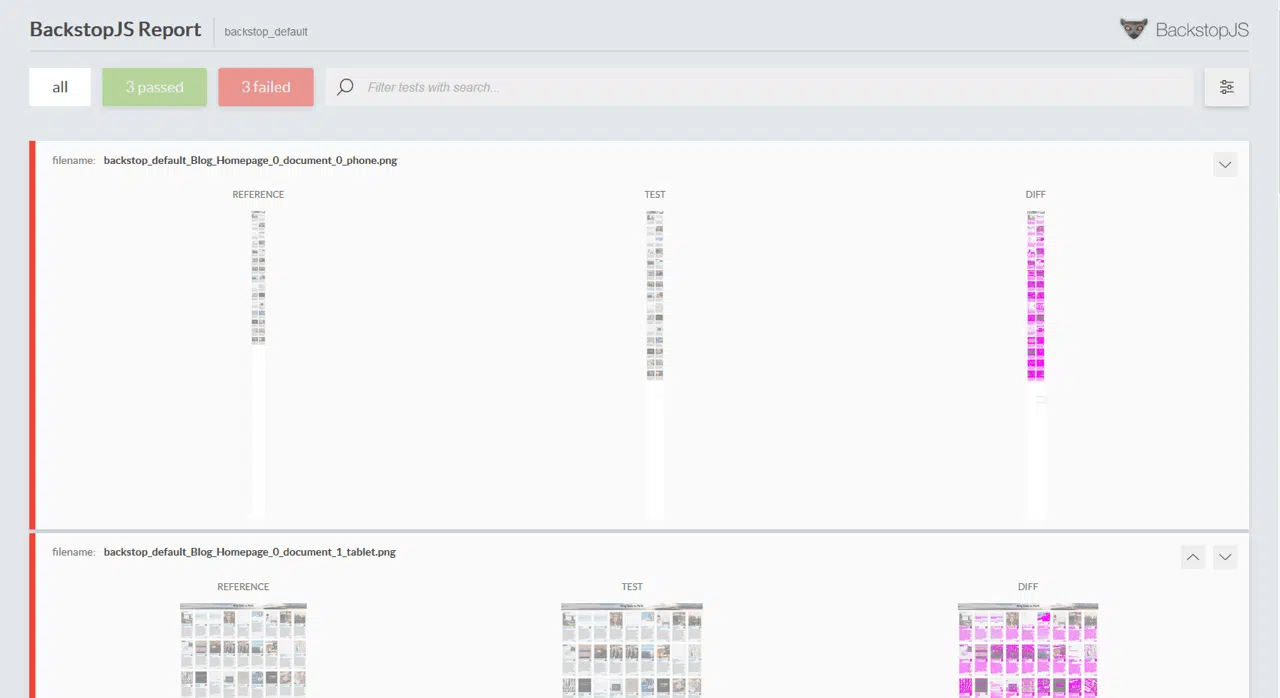 BackstopJS Report
backstop_default
BackstopJS
all
3 passed
3 failed
Filter tests with search...
filename: backstop_default_Blog_Homepage_0_document_0_phone.png
REFERENCE
TEST
DIFF
filename: backstop_default_Blog_Homepage_0_document_1_tablet.png
REFERENCE
TEST
DIFF